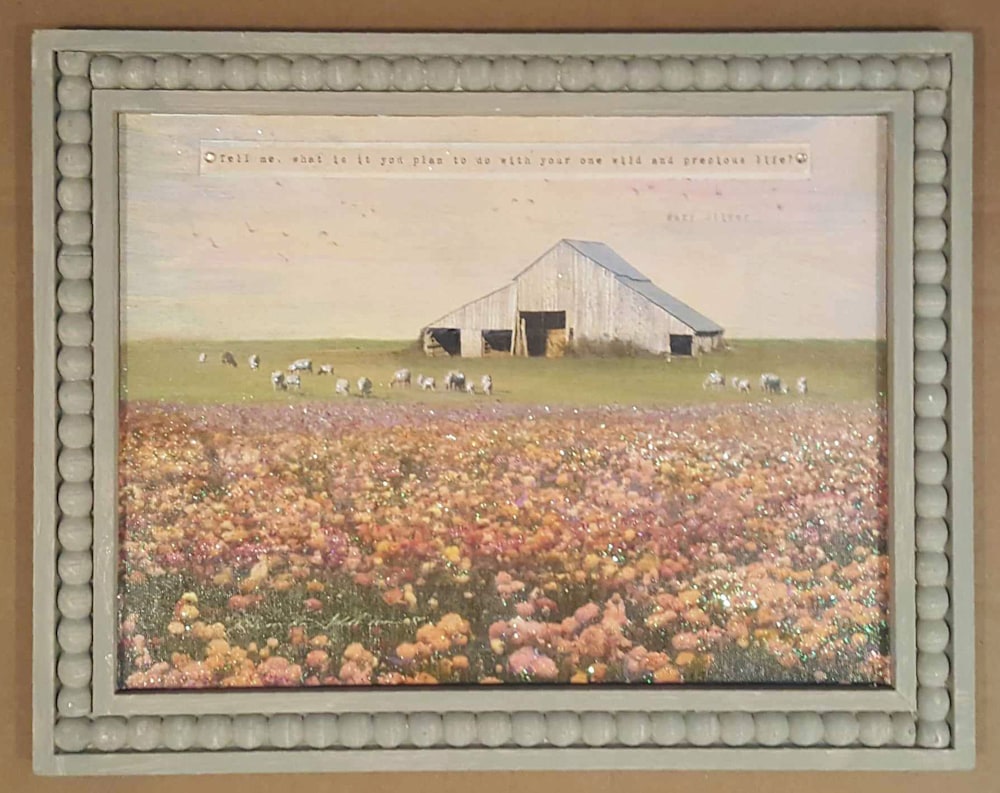 Tell me, what is it you plan to do with your one wild and precious life?
Mary Oliver